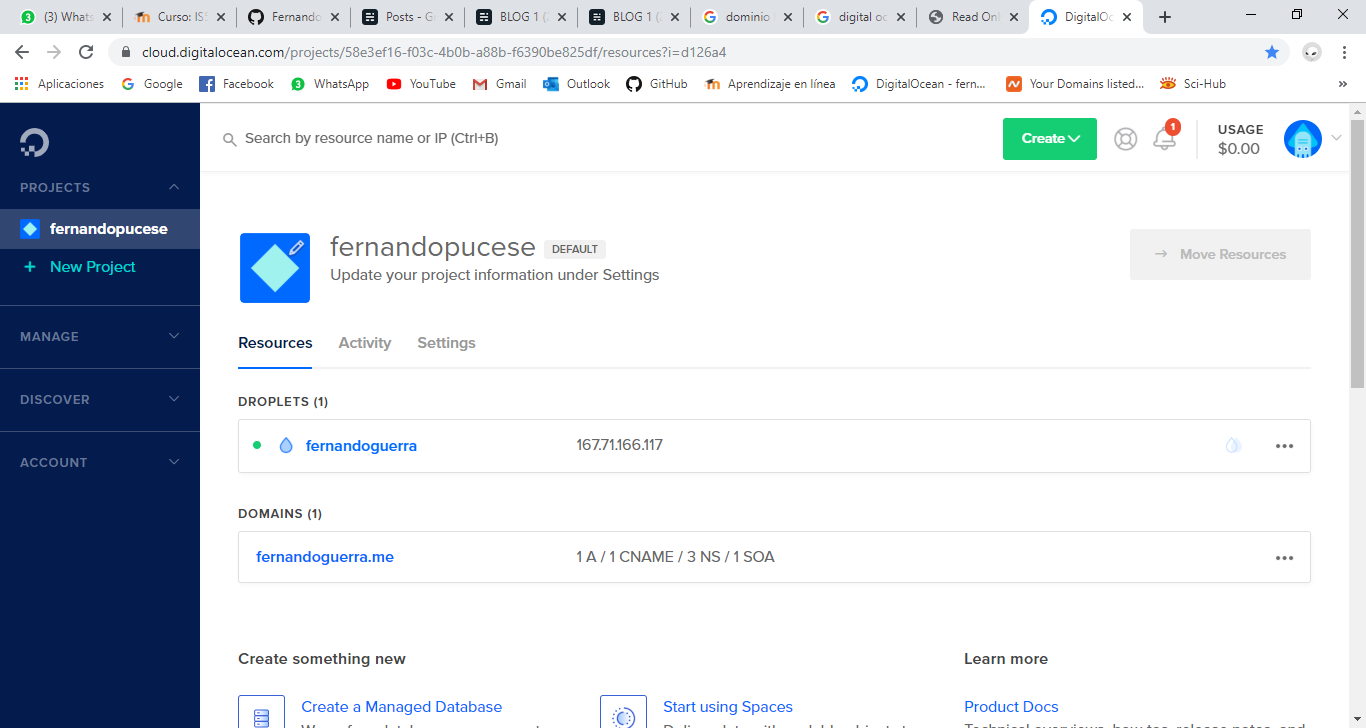 (3) Whats
Curso: IS
Fernando
Posts - G
BLOG 1 (
BLOG 1 (
dominio
digital oc
Read Onl
DigitalOc
cloud.digitalocean.com/projects/58e3ef16-f03c-4b0b-a88b-f6390be825df/resources?i=d126a4
Aplicaciones Google Facebook WhatsApp YouTube Gmail Outlook GitHub Aprendizaje en línea DigitalOcean - fern... Your Domains listed... Sci-Hub »
Search by resource name or IP (Ctrl+B)
Create
1
USAGE
$0.00
PROJECTS
fernandopucese
+ New Project
MANAGE
DISCOVER
ACCOUNT
fernandopucese DEFAULT
Update your project information under Settings
→ Move Resources
Resources Activity Settings
DROPLETS (1)
fernandoguerra 167.71.166.117
DOMAINS (1)
fernandoguerra.me 1 A / 1 CNAME / 3 NS / 1 SOA
Create something new
Learn more
Create a Managed Database
Start using Spaces
Product Docs